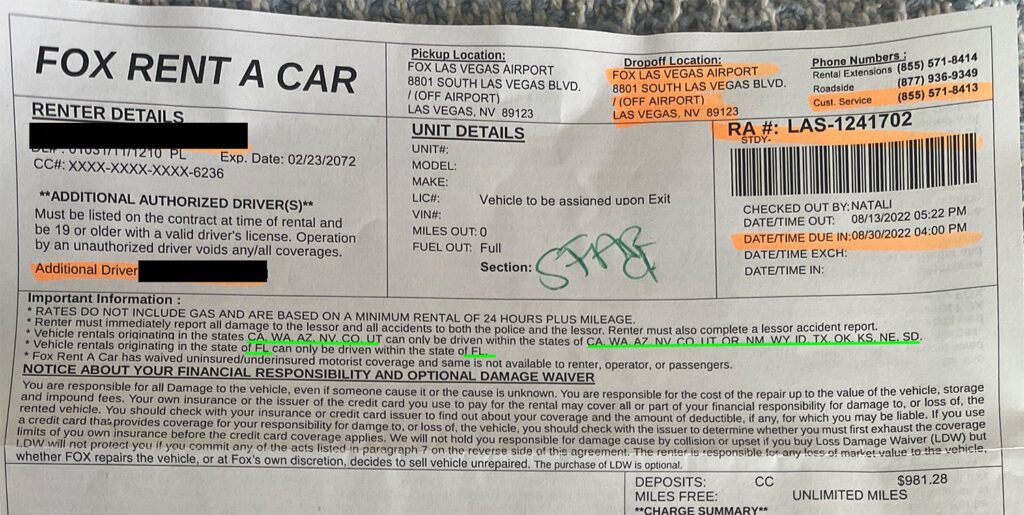 FOX RENT A CAR
RENTER DETAILS
DL#: 01031/11/1210 PL Exp. Date: 02/23/2072
CC#: XXXX-XXXX-XXXX-6236
**ADDITIONAL AUTHORIZED DRIVER(S)**
Must be listed on the contract at time of rental and
be 19 or older with a valid driver's license. Operation
by an unauthorized driver voids any/all coverages.
Additional Driver
Pickup Location:
FOX LAS VEGAS AIRPORT
8801 SOUTH LAS VEGAS BLVD.
/ (OFF AIRPORT)
LAS VEGAS, NV 89123
Dropoff Location:
FOX LAS VEGAS AIRPORT
8801 SOUTH LAS VEGAS BLVD.
/ (OFF AIRPORT)
LAS VEGAS, NV 89123
Phone Numbers :
Rental Extensions (855) 571-8414
Roadside (877) 936-9349
Cust. Service (855) 571-8413
UNIT DETAILS
UNIT#:
MODEL:
MAKE:
LIC#: Vehicle to be assigned upon Exit
VIN#:
MILES OUT: 0
FUEL OUT: Full
Section:
RA #: LAS-1241702
STDY-
CHECKED OUT BY: NATALI
DATE/TIME OUT: 08/13/2022 05:22 PM
DATE/TIME DUE IN: 08/30/2022 04:00 PM
DATE/TIME EXCH:
DATE/TIME IN:
Important Information :
* RATES DO NOT INCLUDE GAS AND ARE BASED ON A MINIMUM RENTAL OF 24 HOURS PLUS MILEAGE.
* Renter must immediately report all damage to the lessor and all accidents to both the police and the lessor. Renter must also complete a lessor accident report.
* Vehicle rentals originating in the states CA, WA, AZ, NV, CO, UT can only be driven within the states of CA, WA, AZ, NV, CO, UT, OR, NM, WY, ID, TX, OK, KS, NE, SD.
* Vehicle rentals originating in the state of FL can only be driven within the state of FL.
* Fox Rent A Car has waived uninsured/underinsured motorist coverage and same is not available to renter, operator, or passengers.
NOTICE ABOUT YOUR FINANCIAL RESPONSIBILITY AND OPTIONAL DAMAGE WAIVER
You are responsible for all Damage to the vehicle, even if someone else caused it or the cause is unknown. You are responsible for the cost of the repair up to the value of the vehicle, storage
and impound fees. Your own insurance or the issuer of the credit card you use to pay for the rental may cover all or part of your financial responsibility for damage to, or loss of, the
rented vehicle. You should check with your insurance or credit card issuer to find out about your coverage and the amount of deductible, if any, for which you may be liable. If you use
a credit card that provides coverage for your responsibility for damge to, or loss of, the vehicle, you should check with the issuer to determine whether you must first exhaust the coverage
limits of you own insurance before the credit card coverage applies. We will not hold you responsible for damage cause by collision or upset if you buy Loss Damage Waiver (LDW) but
LDW will not protect you if you commit any of the acts listed in paragraph 7 on the reverse side of this agreement. The renter is responsible for any loss of market value to the vehicle,
whether FOX repairs the vehicle, or at Fox's own discretion, decides to sell vehicle unrepaired. The purchase of LDW is optional.
DEPOSITS: CC $981.28
MILES FREE: UNLIMITED MILES
**CHARGE SUMMARY**